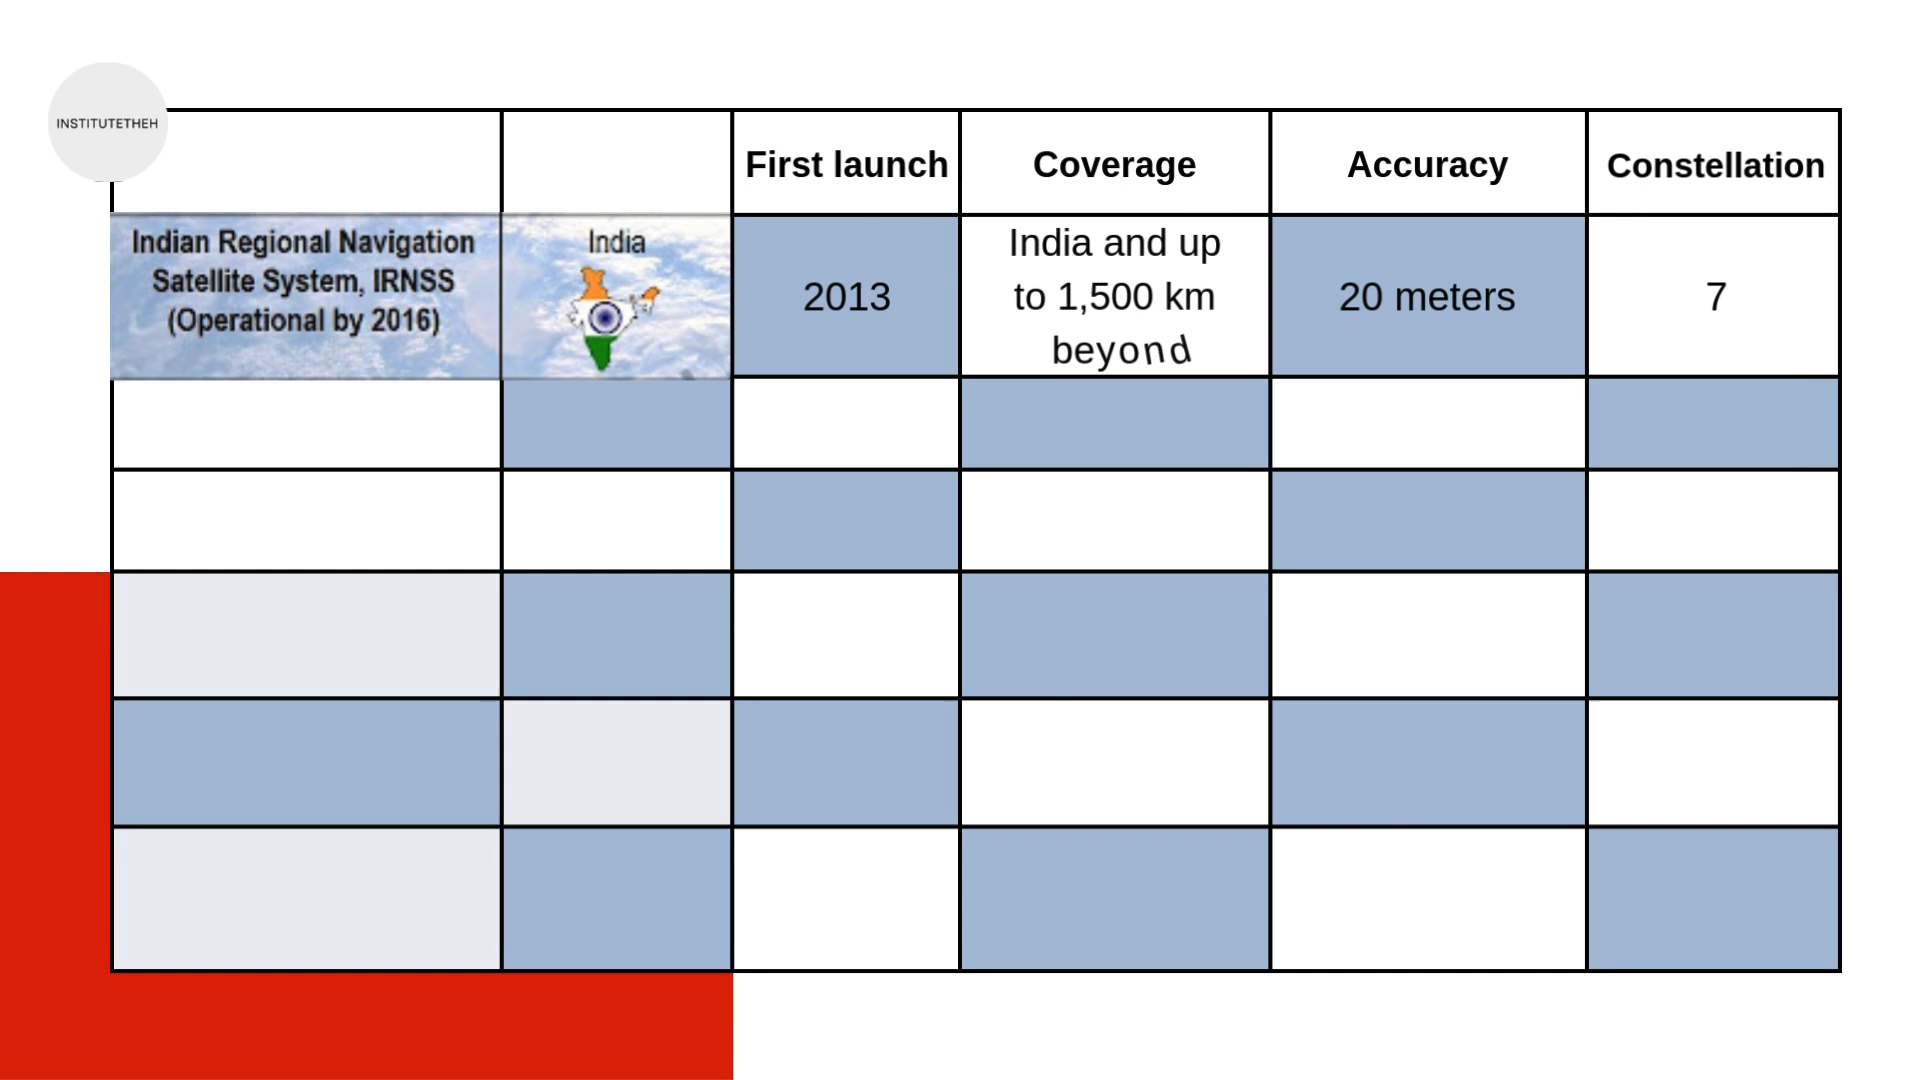 INSTITUTETHEH
First launch
Coverage
Accuracy
Constellation
Indian Regional Navigation
Satellite System, IRNSS
(Operational by 2016)
India
2013
India and up
to 1,500 km
beyond
20 meters
7